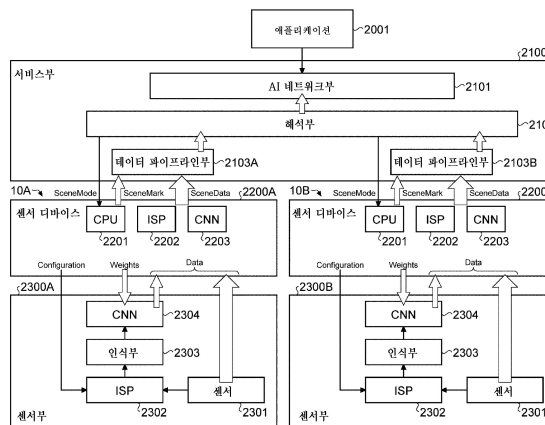 애플리케이션 2001
2100
서비스부
AI 네트워크부 2101
해석부 210
데이터 파이프라인부 2103A
데이터 파이프라인부 2103B
10A SceneMode SceneMark SceneData 2200A
10B SceneMode SceneMark SceneData 2200
센서 디바이스
CPU ISP CNN
2201 2202 2203
센서 디바이스
CPU ISP CNN
2201 2202 2203
Configuration Weights Data
Configuration Weights Data
2300A
CNN 2304
인식부 2303
ISP 센서
2302 2301
센서부
2300B
CNN 2304
인식부 2303
ISP 센서
2302 2301
센서부